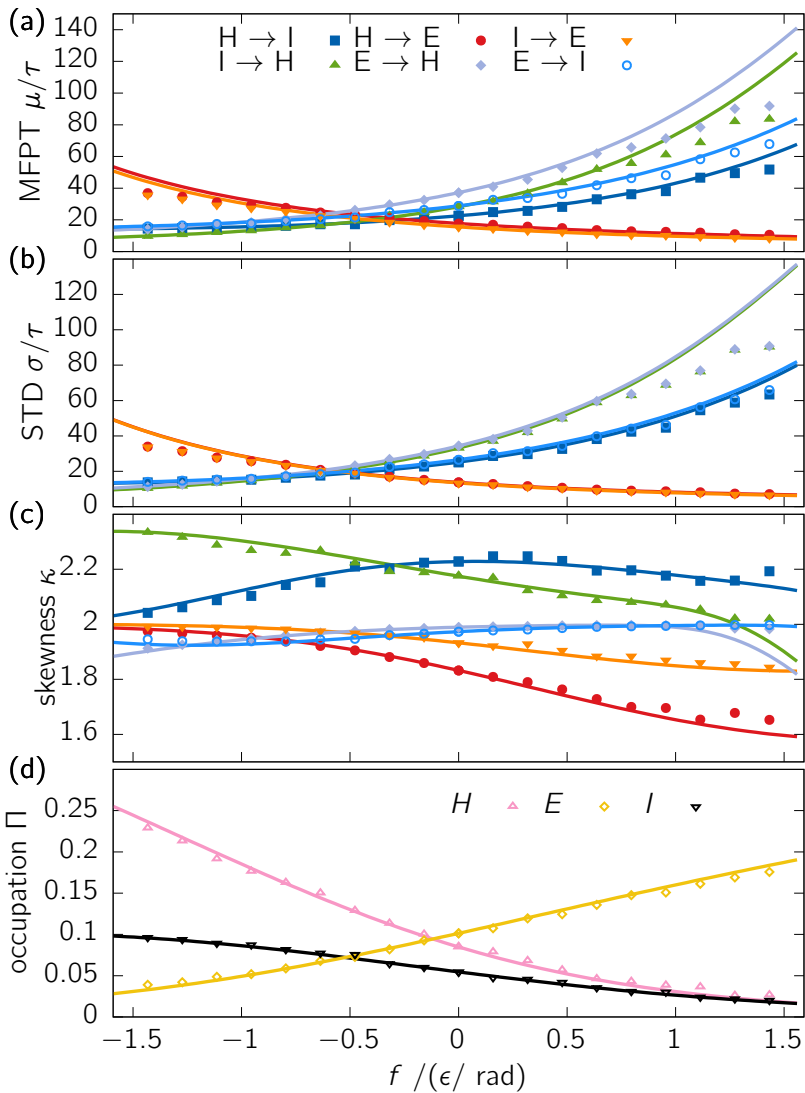 (a)
MFPT μ/τ
140
120
100
80
60
40
20
0
H → I H → E I → E
I → H E → H E → I
(b)
STD σ/τ
120
100
80
60
40
20
0
(c)
skewness κ
2.2
2
1.8
1.6
(d)
occupation Π
0.25
0.2
0.15
0.1
0.05
0
H E I
−1.5 −1 −0.5 0 0.5 1 1.5
f /(ϵ/ rad)